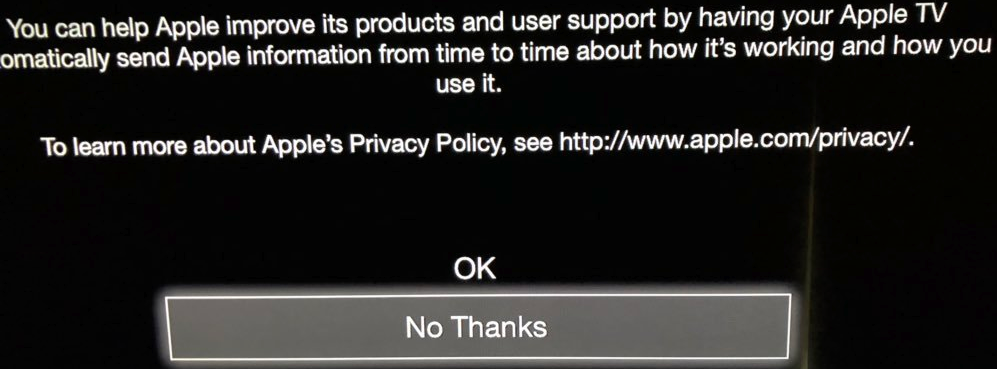 You can help Apple improve its products and user support by having your Apple TV
omatically send Apple information from time to time about how it's working and how you
use it.
To learn more about Apple's Privacy Policy, see http://www.apple.com/privacy/.
OK
No Thanks